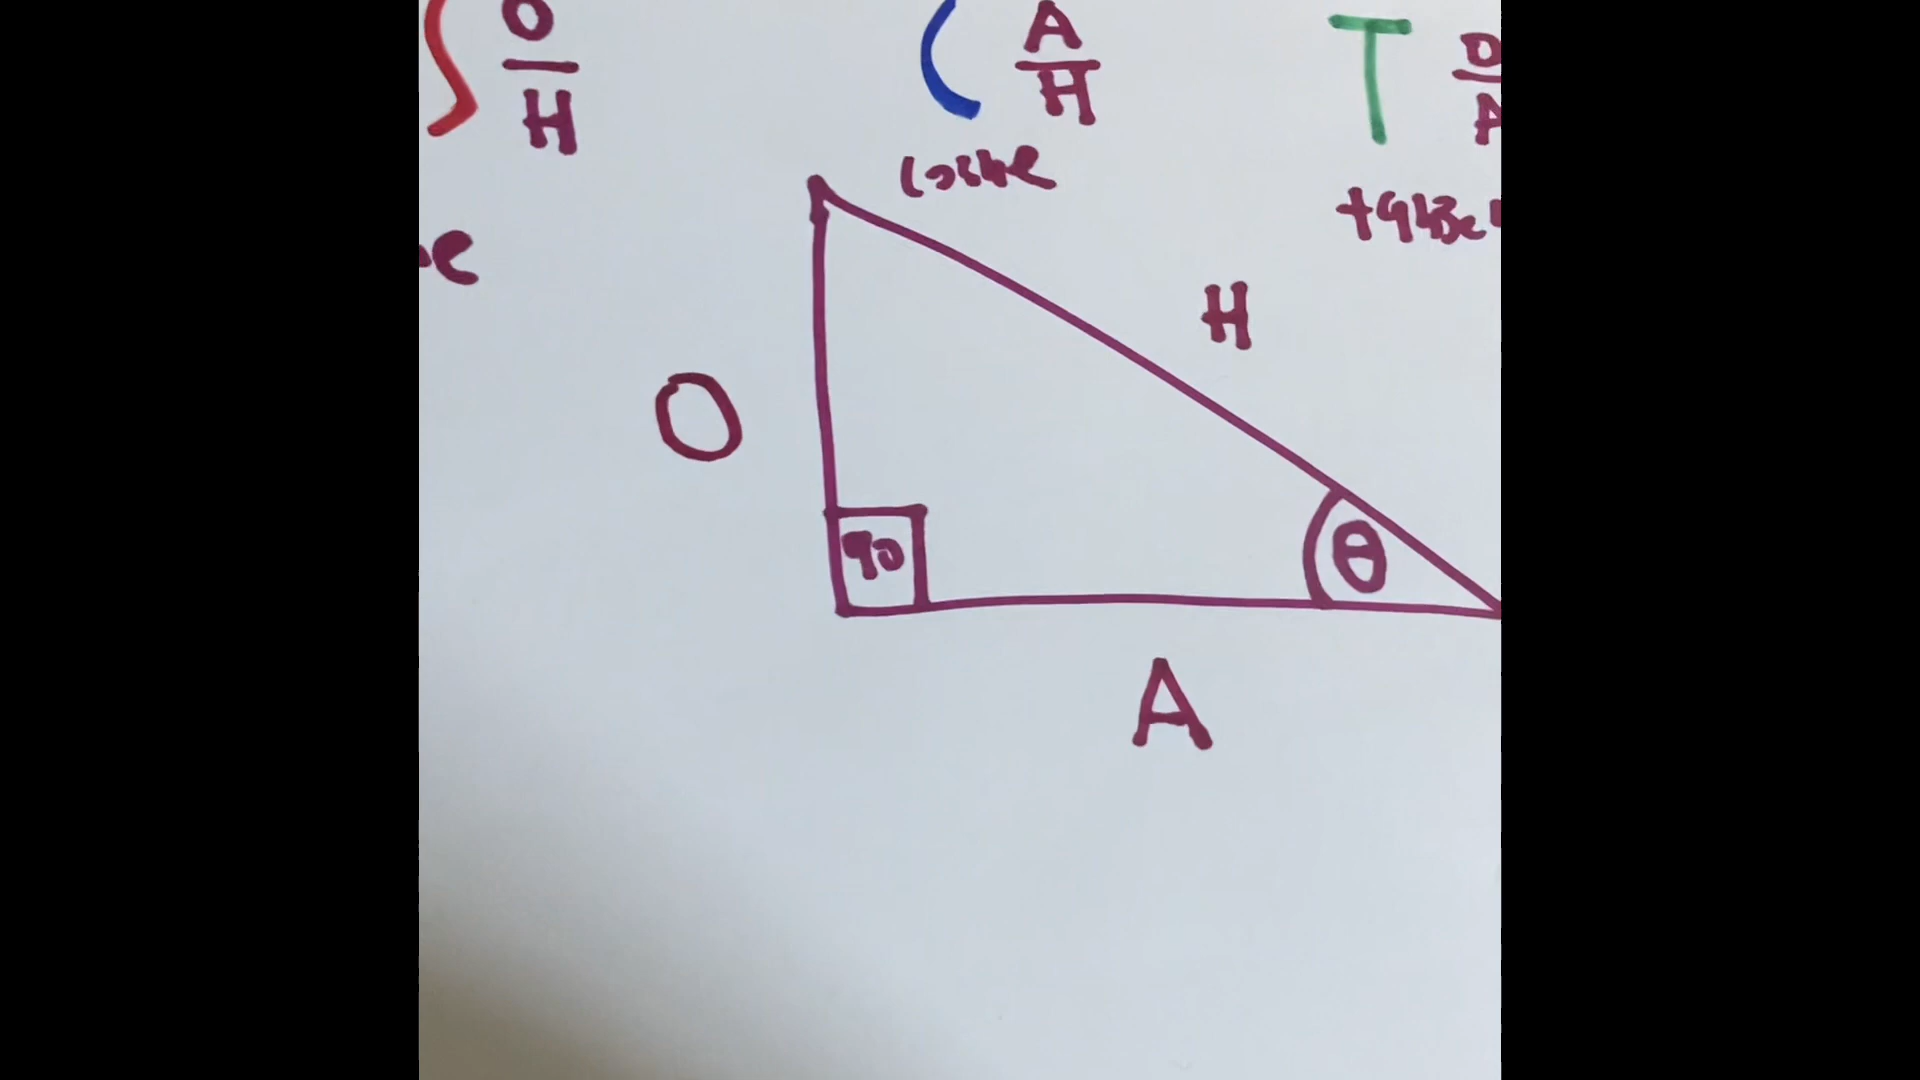 S O/H C A/H T O/A
cosine
H
O
90 θ
A